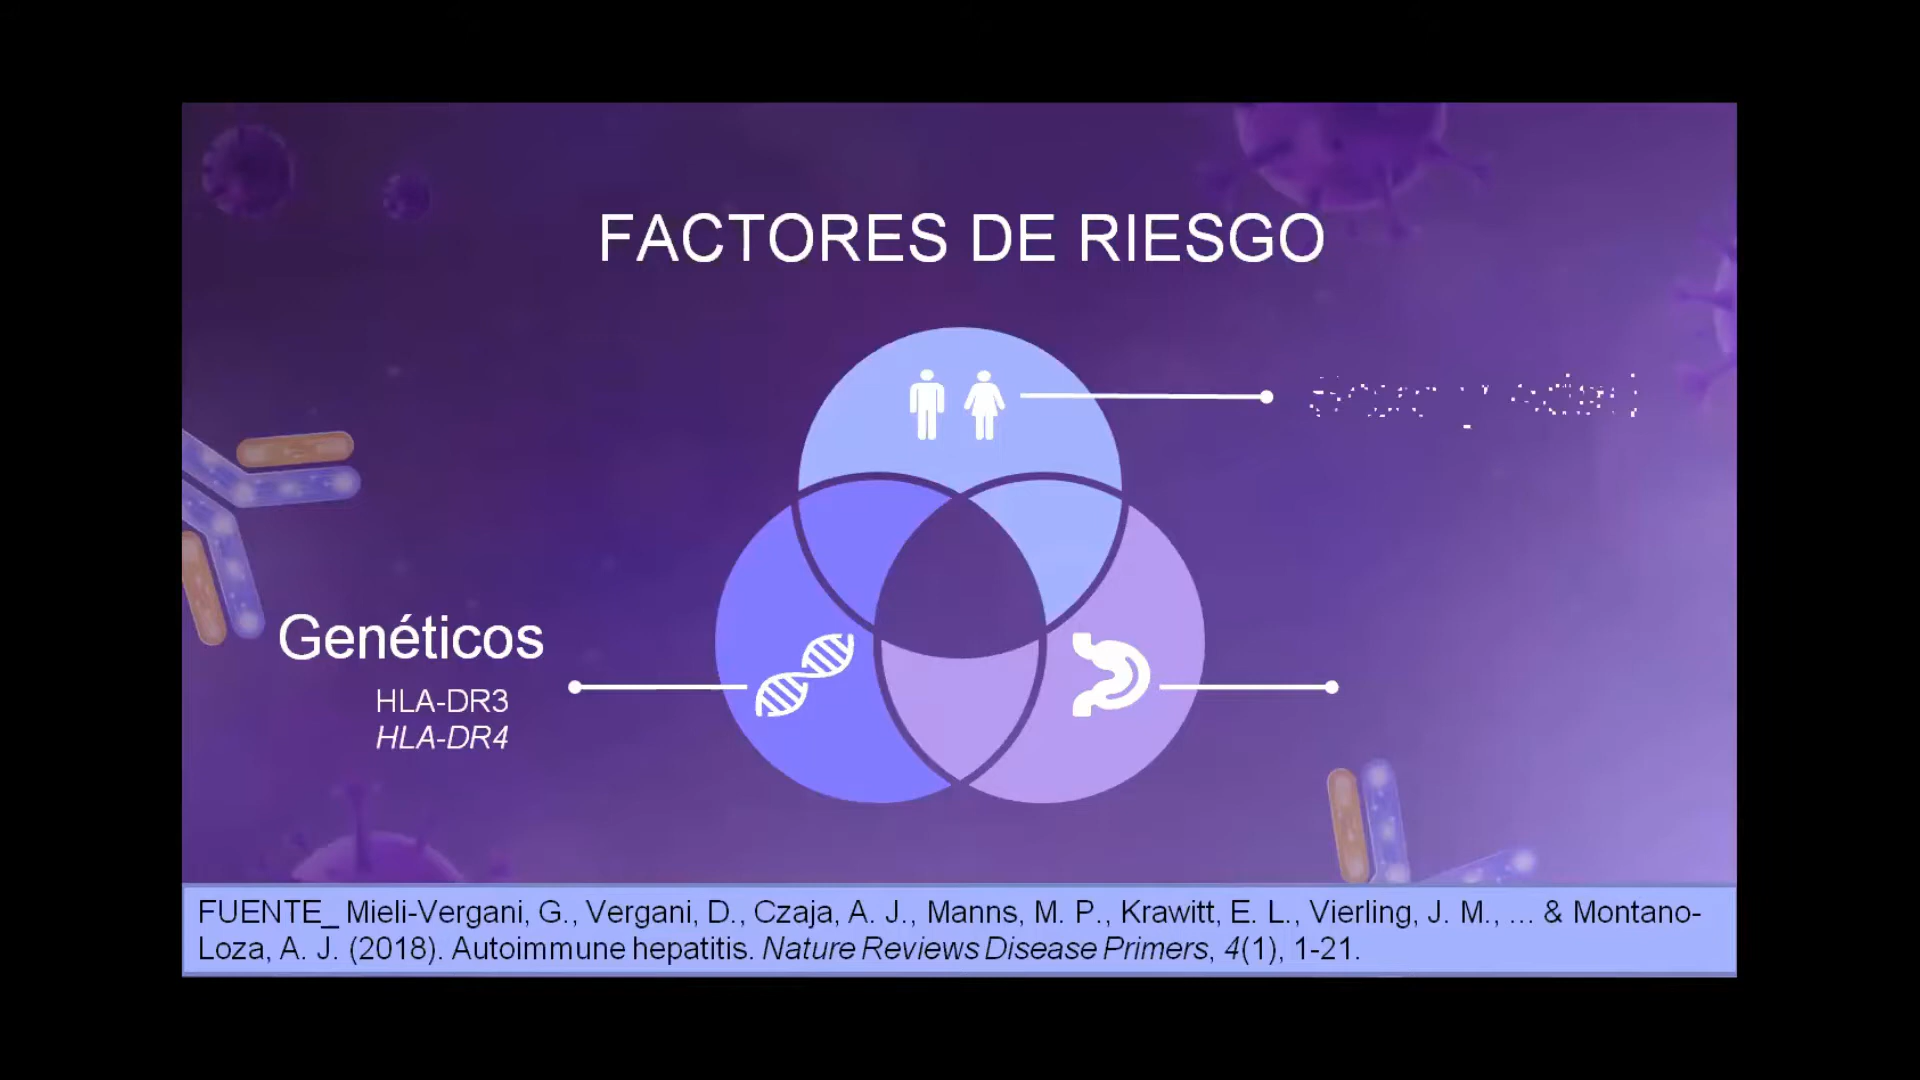 FACTORES DE RIESGO
Genéticos
HLA-DR3
HLA-DR4
FUENTE_ Mieli-Vergani, G., Vergani, D., Czaja, A. J., Manns, M. P., Krawitt, E. L., Vierling, J. M., ... & Montano-
Loza, A. J. (2018). Autoimmune hepatitis. Nature Reviews Disease Primers, 4(1), 1-21.